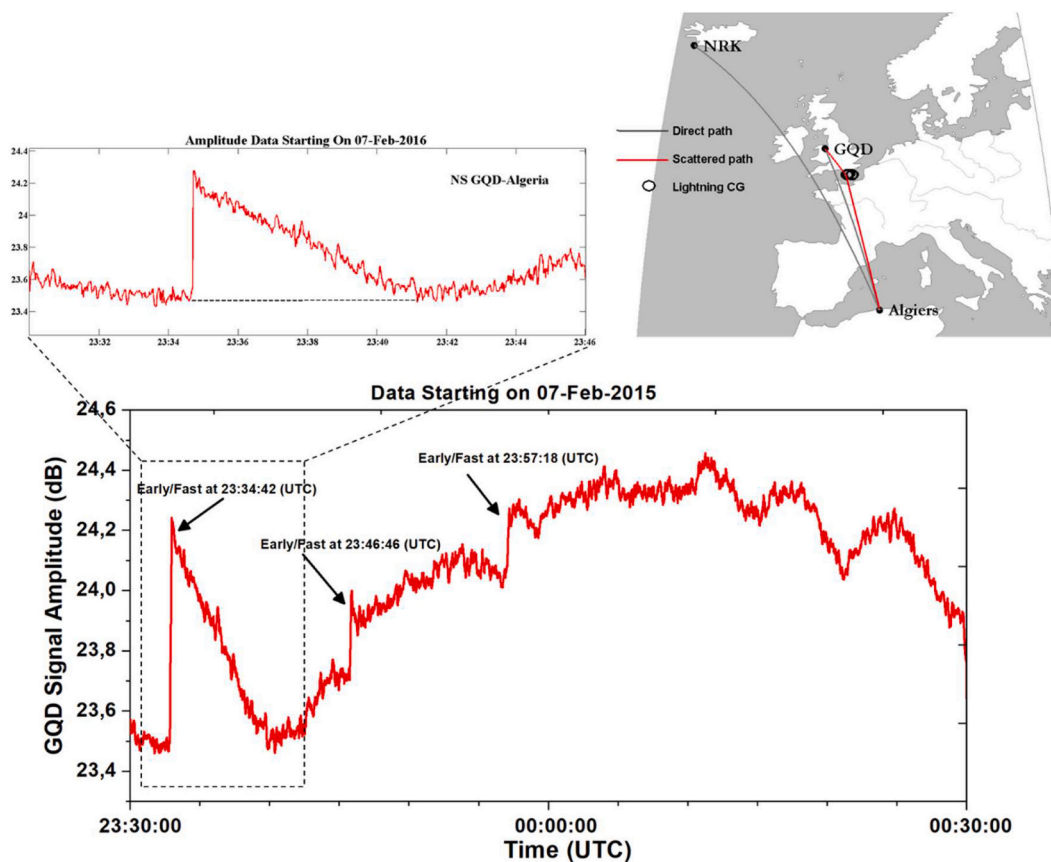 NRK
GQD
Direct path
Scattered path
Lightning CG
Algiers
Amplitude Data Starting On 07-Feb-2016
NS GQD-Algeria
24.4
24.2
24
23.8
23.6
23.4
23:32
23:34
23:36
23:38
23:40
23:42
23:44
23:46
Data Starting on 07-Feb-2015
GQD Signal Amplitude (dB)
24,6
24,4
24,2
24,0
23,8
23,6
23,4
Early/Fast at 23:34:42 (UTC)
Early/Fast at 23:46:46 (UTC)
Early/Fast at 23:57:18 (UTC)
23:30:00
00:00:00
00:30:00
Time (UTC)